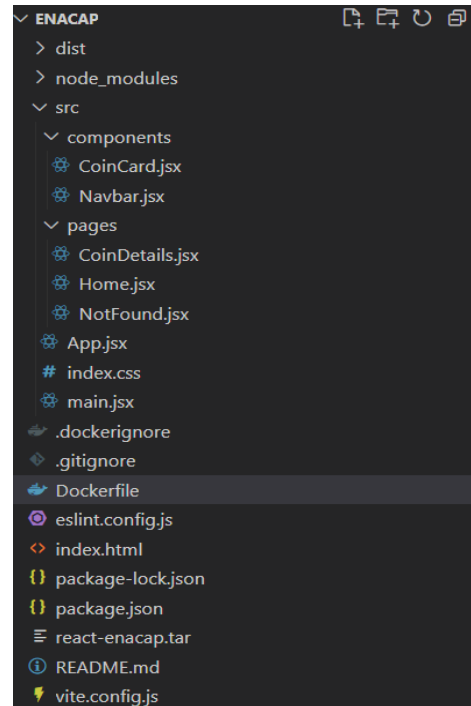 ENACAP
dist
node_modules
src
components
CoinCard.jsx
Navbar.jsx
pages
CoinDetails.jsx
Home.jsx
NotFound.jsx
App.jsx
# index.css
main.jsx
.dockerignore
.gitignore
Dockerfile
eslint.config.js
<> index.html
{} package-lock.json
{} package.json
react-enacap.tar
README.md
vite.config.js